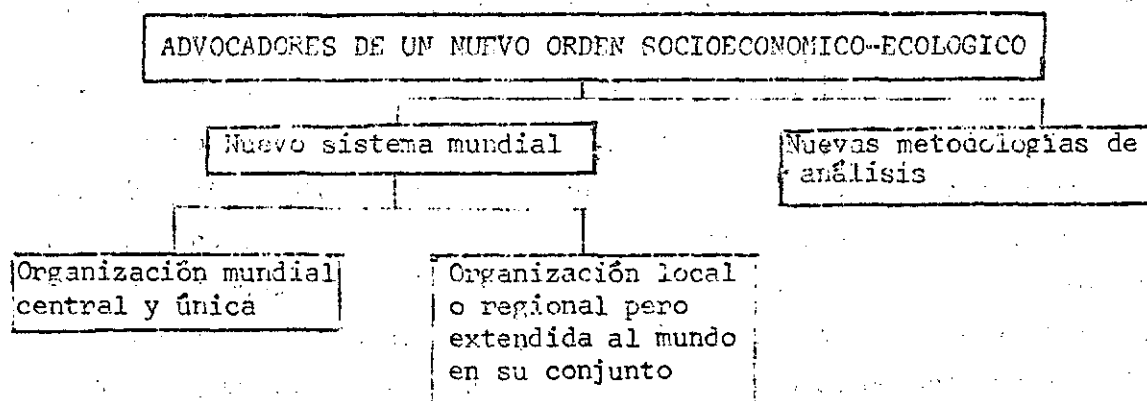 ADVOCADORES DE UN NUEVO ORDEN SOCIOECONOMICO--ECOLOGICO
Nuevo sistema mundial
Nuevas metodologías de
análisis
Organización mundial
central y única
Organización local
o regional pero
extendida al mundo
en su conjunto